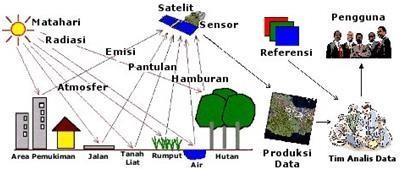 Matahari
Radiasi
Satelit
Sensor
Emisi
Pantulan
Hamburan
Atmosfer
Referensi
Pengguna
Area Pemukiman
Jalan
Tanah
Liat
Rumput
Air
Hutan
Produksi
Data
Tim Analis Data